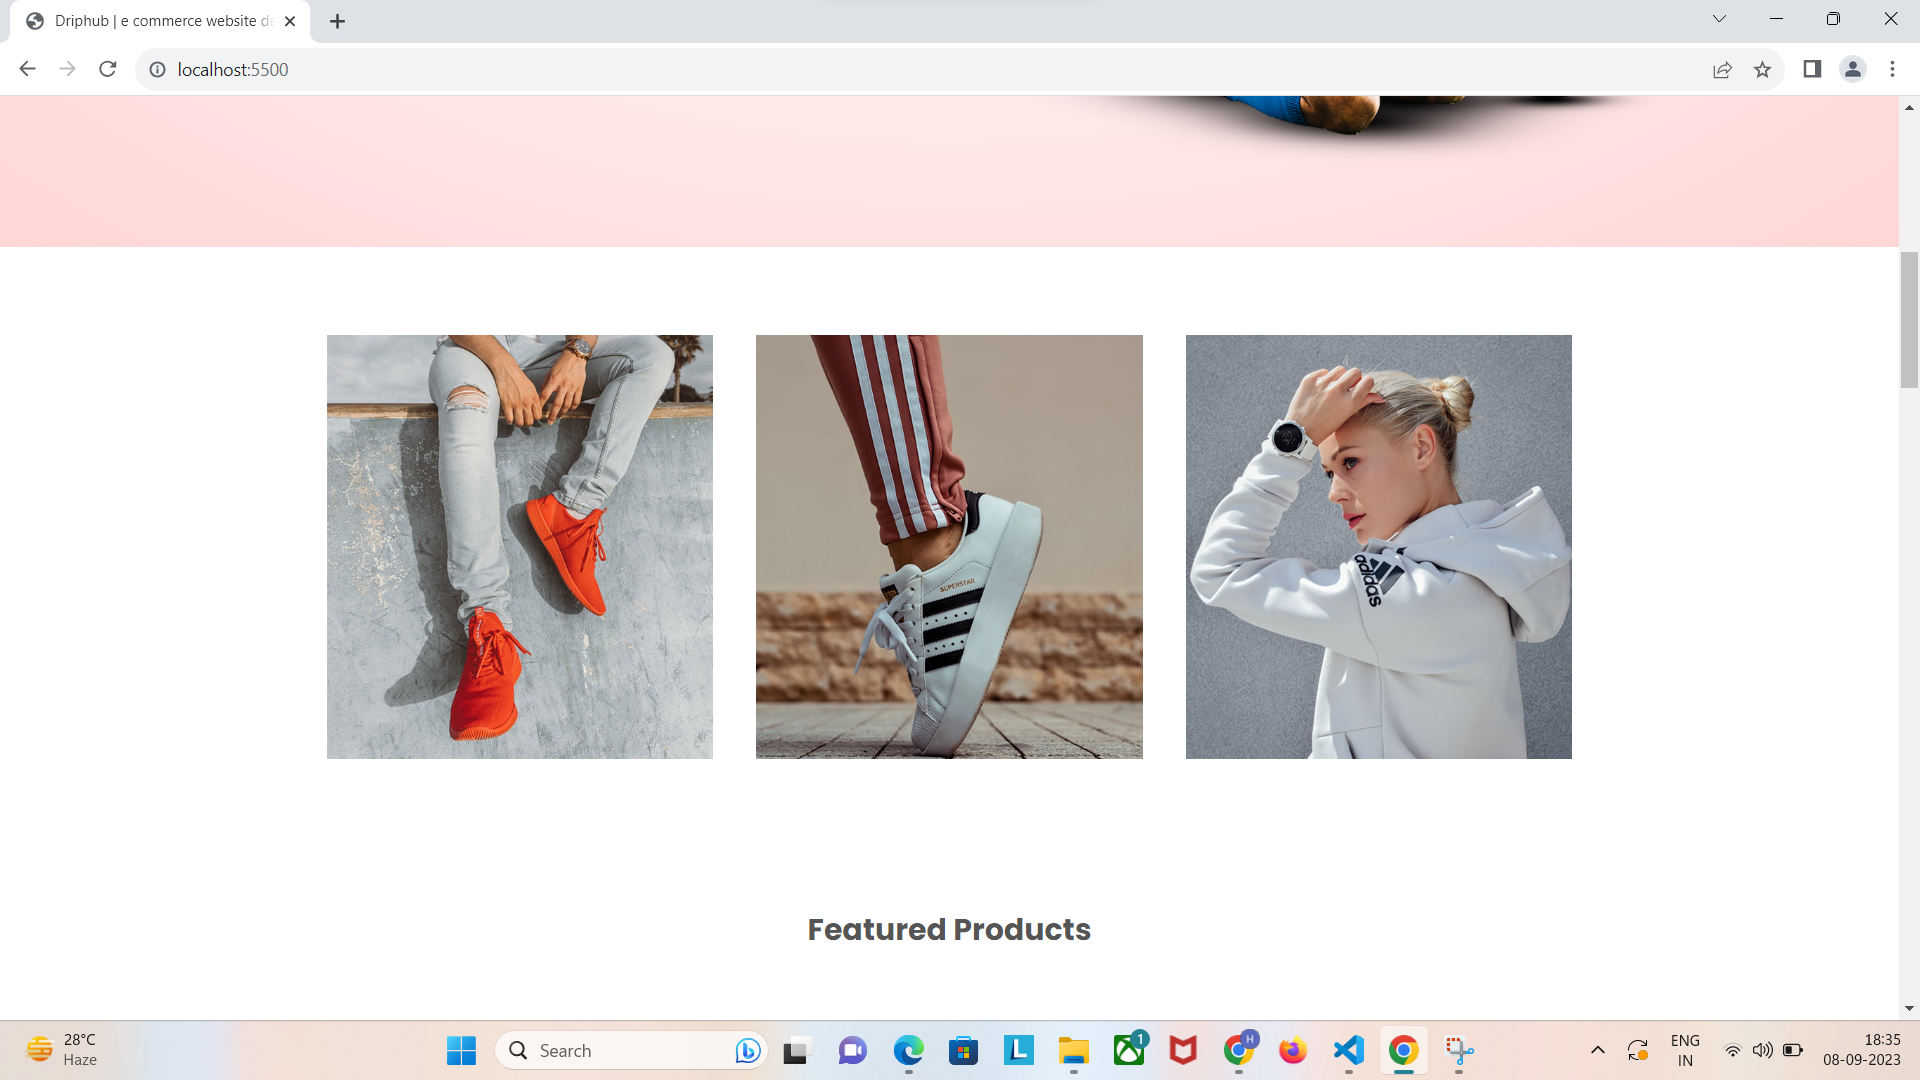 Driphub | e commerce website de
localhost:5500
SUPERSTAR
adidas
Featured Products
28°C
Haze
Search
1
H
L
ENG
IN
18:35
08-09-2023